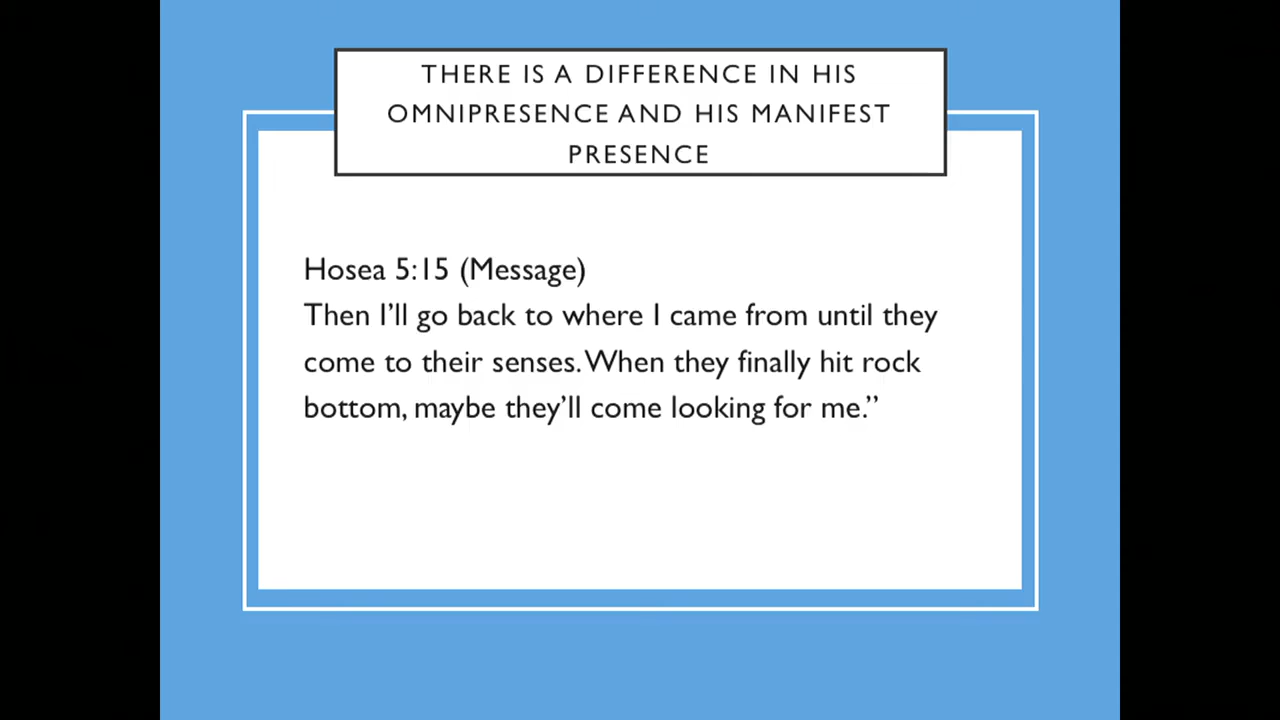 THERE IS A DIFFERENCE IN HIS
OMNIPRESENCE AND HIS MANIFEST
PRESENCE
Hosea 5:15 (Message)
Then I’ll go back to where I came from until they
come to their senses. When they finally hit rock
bottom, maybe they’ll come looking for me.”